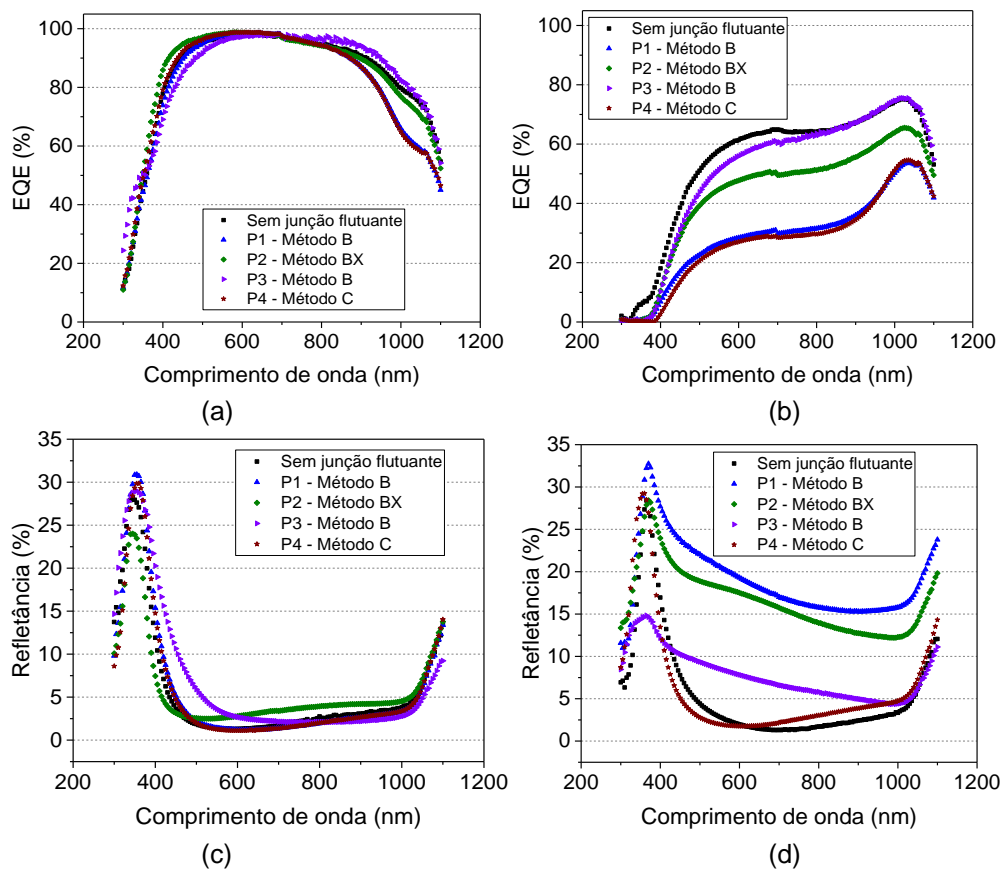 100
80
60
40
20
0
EQE (%)
Sem junção flutuante
P1 - Método B
P2 - Método BX
P3 - Método B
P4 - Método C
200 400 600 800 1000 1200
Comprimento de onda (nm)
(a)
100
80
60
40
20
0
EQE (%)
Sem junção flutuante
P1 - Método B
P2 - Método BX
P3 - Método B
P4 - Método C
200 400 600 800 1000 1200
Comprimento de onda (nm)
(b)
35
30
25
20
15
10
5
0
Refletância (%)
Sem junção flutuante
P1 - Método B
P2 - Método BX
P3 - Método B
P4 - Método C
200 400 600 800 1000 1200
Comprimento de onda (nm)
(c)
35
30
25
20
15
10
5
0
Refletância (%)
Sem junção flutuante
P1 - Método B
P2 - Método BX
P3 - Método B
P4 - Método C
200 400 600 800 1000 1200
Comprimento de onda (nm)
(d)